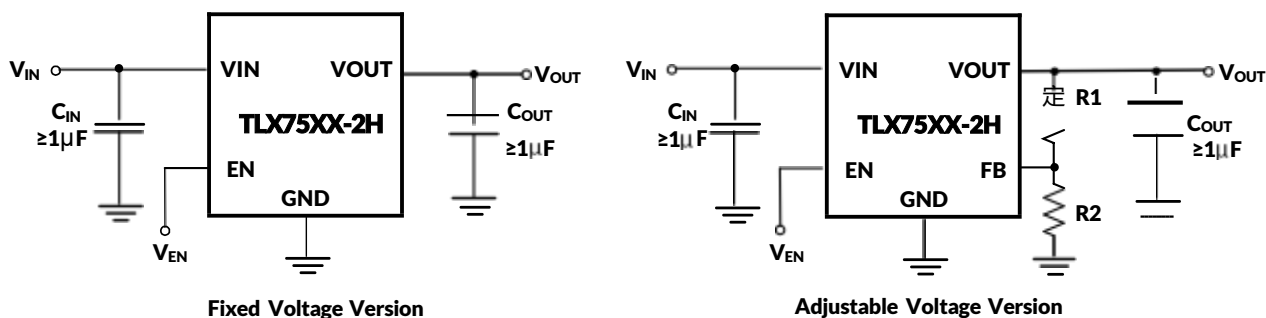 VIN
VIN
VOUT
VOUT
CIN
≥1μF
TLX75XX-2H
COUT
≥1μF
EN
GND
VEN
Fixed Voltage Version
VIN
VIN
VOUT
VOUT
定
R1
CIN
≥1μF
TLX75XX-2H
COUT
≥1μF
EN
FB
GND
R2
VEN
Adjustable Voltage Version